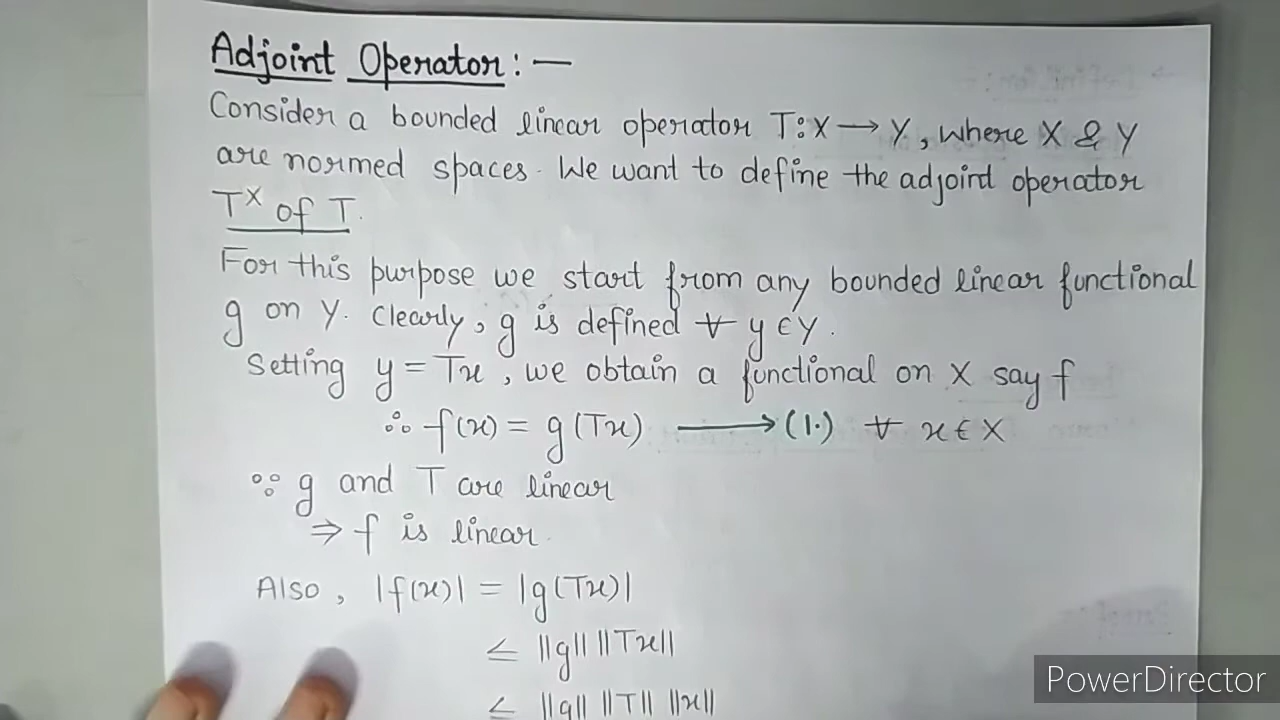 Adjoint Operator : —
Consider a bounded linear operator T:X → Y, where X & Y
are normed spaces. We want to define the adjoint operator
T^× of T.
For this purpose we start from any bounded linear functional
g on Y. Clearly, g is defined ∀ y ∈ Y.
Setting y = Tx, we obtain a functional on X say f
∴ f(x) = g(Tx) ⟶ (1.) ∀ x ∈ X
∵ g and T are linear
⇒ f is linear.
Also, |f(x)| = |g(Tx)|
≤ ||g|| ||Tx||
≤ ||g|| ||T|| ||x||
PowerDirector